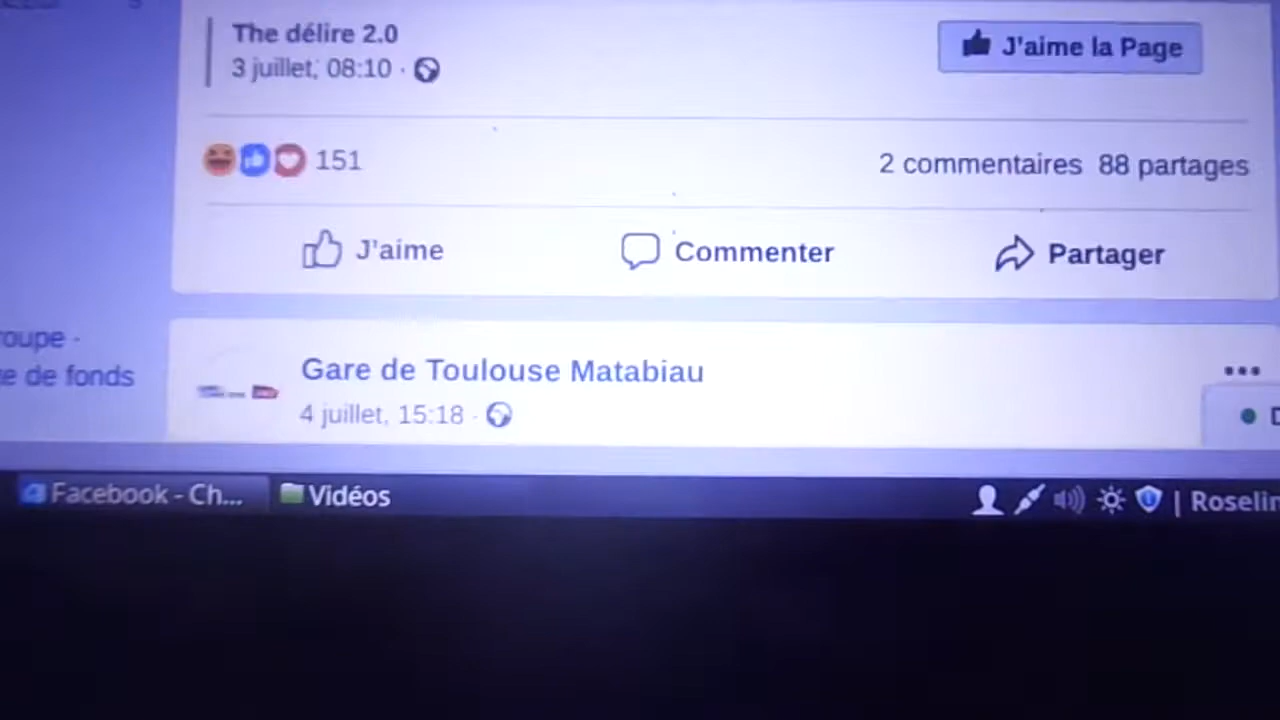 The délire 2.0
3 juillet, 08:10 ·
J'aime la Page
151
2 commentaires 88 partages
J'aime
Commenter
Partager
de fonds
Gare de Toulouse Matabiau
4 juillet, 15:18 ·
Facebook - Ch...
Vidéos
| Roselin